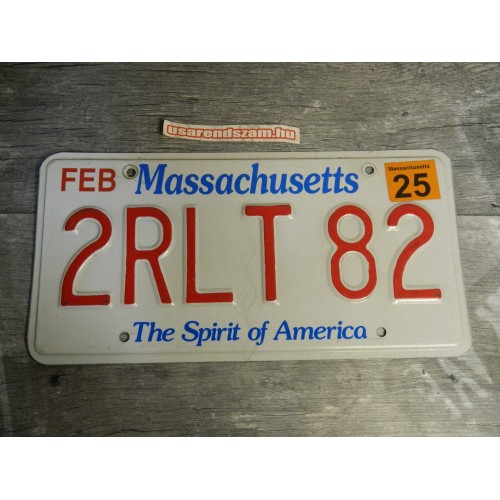 usarendszam.hu
FEB Massachusetts
Massachusetts
25
2RLT 82
The Spirit of America